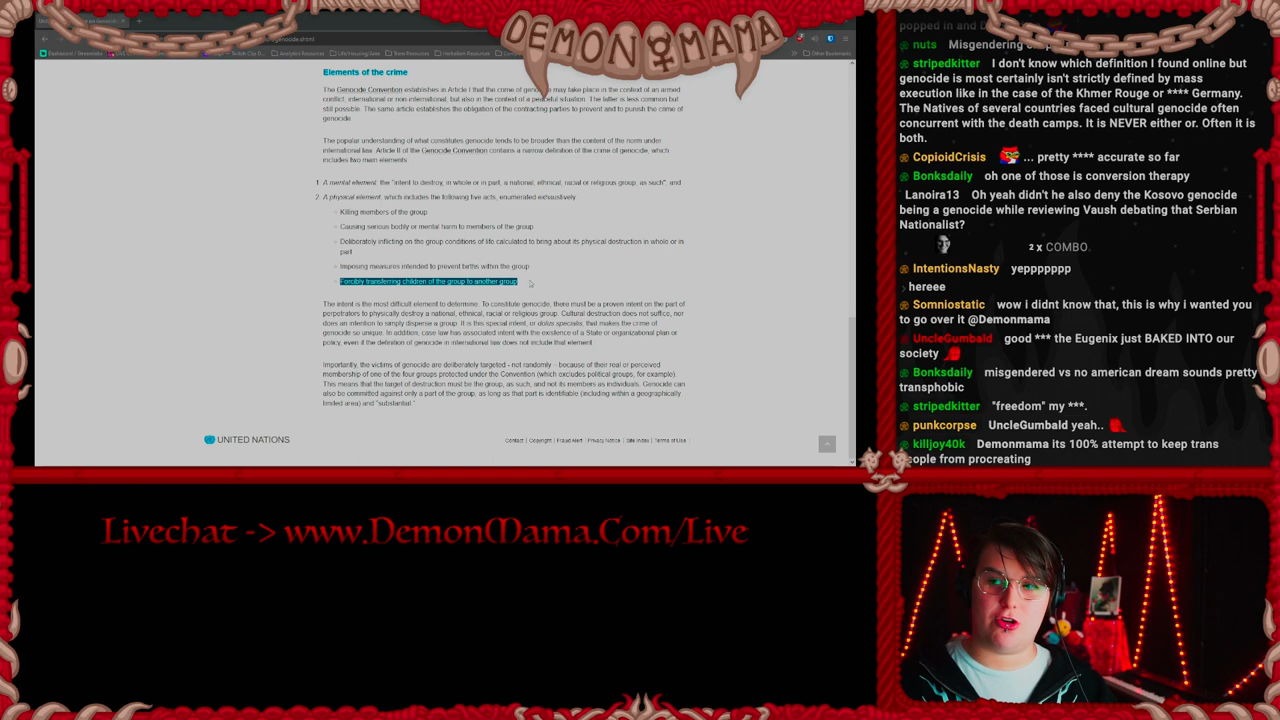 DEMON MAMA
genocide.shtml
Other Bookmarks
Elements of the crime
The Genocide Convention establishes in Article I that the crime of genocide may take place in the context of an armed
conflict, international or non-international, but also in the context of a peaceful situation. The latter is less common but
still possible. The same article establishes the obligation of the contracting parties to prevent and to punish the crime of
genocide.
The popular understanding of what constitutes genocide tends to be broader than the content of the norm under
international law. Article II of the Genocide Convention contains a narrow definition of the crime of genocide, which
includes two main elements:
1. A mental element: the "intent to destroy, in whole or in part, a national, ethnical, racial or religious group, as such"; and
2. A physical element, which includes the following five acts, enumerated exhaustively:
Killing members of the group
Causing serious bodily or mental harm to members of the group
Deliberately inflicting on the group conditions of life calculated to bring about its physical destruction in whole or in
part
Imposing measures intended to prevent births within the group
Forcibly transferring children of the group to another group
The intent is the most difficult element to determine. To constitute genocide, there must be a proven intent on the part of
perpetrators to physically destroy a national, ethnical, racial or religious group. Cultural destruction does not suffice, nor
does an intention to simply disperse a group. It is this special intent, or dolus specialis, that makes the crime of
genocide so unique. In addition, case law has associated intent with the existence of a State or organizational plan or
policy, even if the definition of genocide in international law does not include that element.
Importantly, the victims of genocide are deliberately targeted - not randomly – because of their real or perceived
membership of one of the four groups protected under the Convention (which excludes political groups, for example).
This means that the target of destruction must be the group, as such, and not its members as individuals. Genocide can
also be committed against only a part of the group, as long as that part is identifiable (including within a geographically
limited area) and "substantial."
UNITED NATIONS
Contact | Copyright | Fraud Alert | Privacy Notice | Site Index | Terms of Use
popped in and
nuts Misgendering
stripedkitter I don't know which definition I found online but
genocide is most certainly isn't strictly defined by mass
execution like in the case of the Khmer Rouge or **** Germany.
The Natives of several countries faced cultural genocide often
concurrent with the death camps. It is NEVER either or. Often it is
both.
CopioidCrisis ... pretty **** accurate so far
Bonksdaily oh one of those is conversion therapy
Lanoira13 Oh yeah didn't he also deny the Kosovo genocide
being a genocide while reviewing Vaush debating that Serbian
Nationalist?
2 x COMBO.
IntentionsNasty yeppppppp
hereee
Somniostatic wow i didnt know that, this is why i wanted you
to go over it @Demonmama
UncleGumbald good *** the Eugenix just BAKED INTO our
society
Bonksdaily misgendered vs no american dream sounds pretty
transphobic
stripedkitter "freedom" my ***.
punkcorpse UncleGumbald yeah..
killjoy40k Demonmama its 100% attempt to keep trans
people from procreating
Livechat -> www.DemonMama.Com/Live